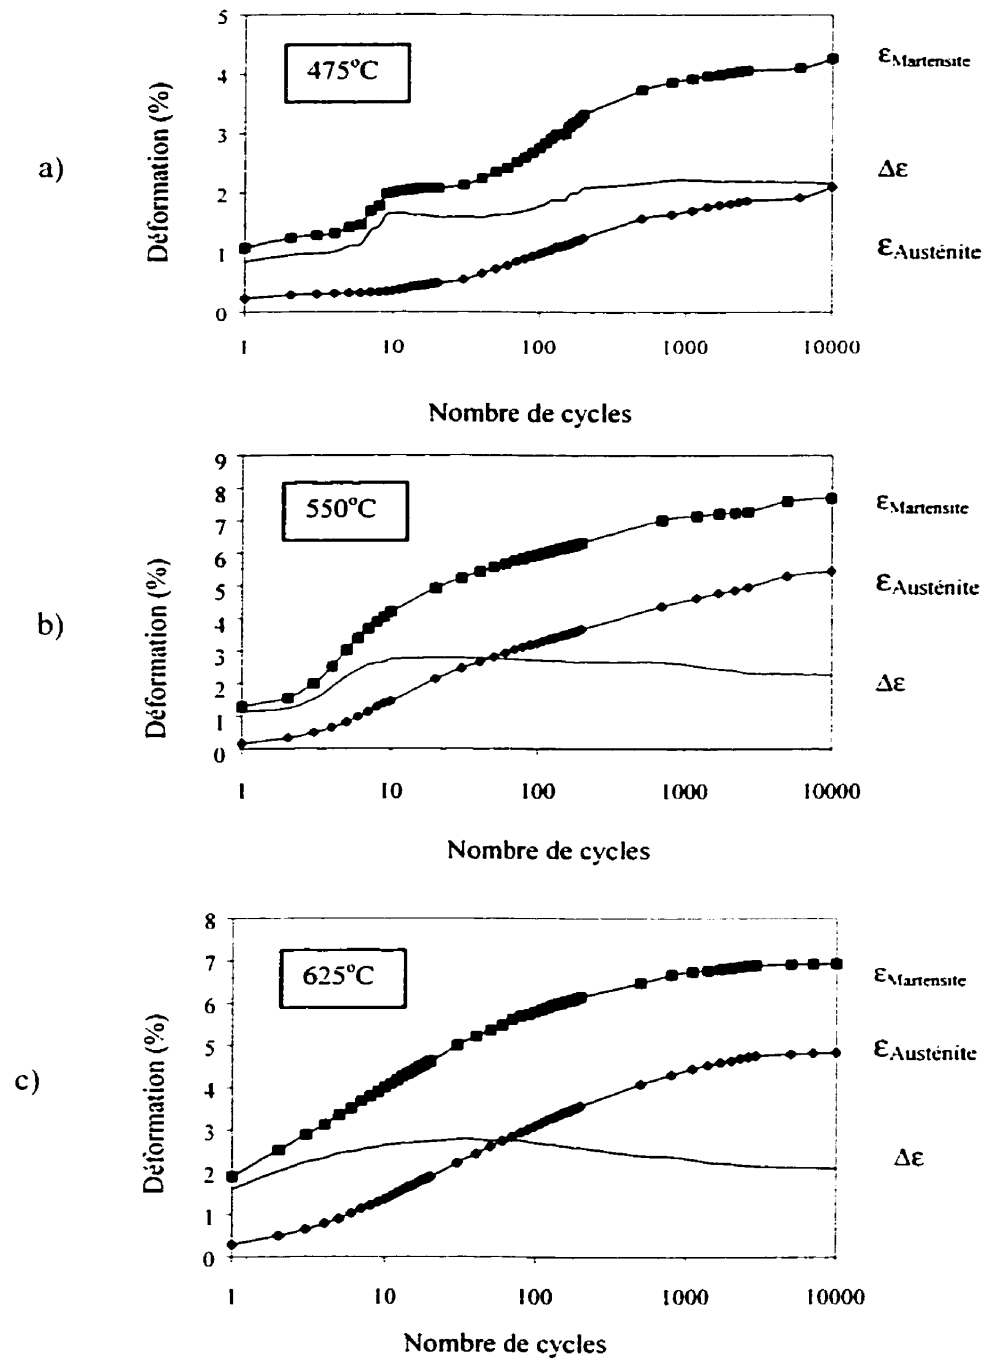 a)
475°C
Déformation (%)
5
4
3
2
1
0
1 10 100 1000 10000
Nombre de cycles
εMartensite
Δε
εAusténite
b)
550°C
Déformation (%)
9
8
7
6
5
4
3
2
1
0
1 10 100 1000 10000
Nombre de cycles
εMartensite
εAusténite
Δε
c)
625°C
Déformation (%)
8
7
6
5
4
3
2
1
0
1 10 100 1000 10000
Nombre de cycles
εMartensite
εAusténite
Δε